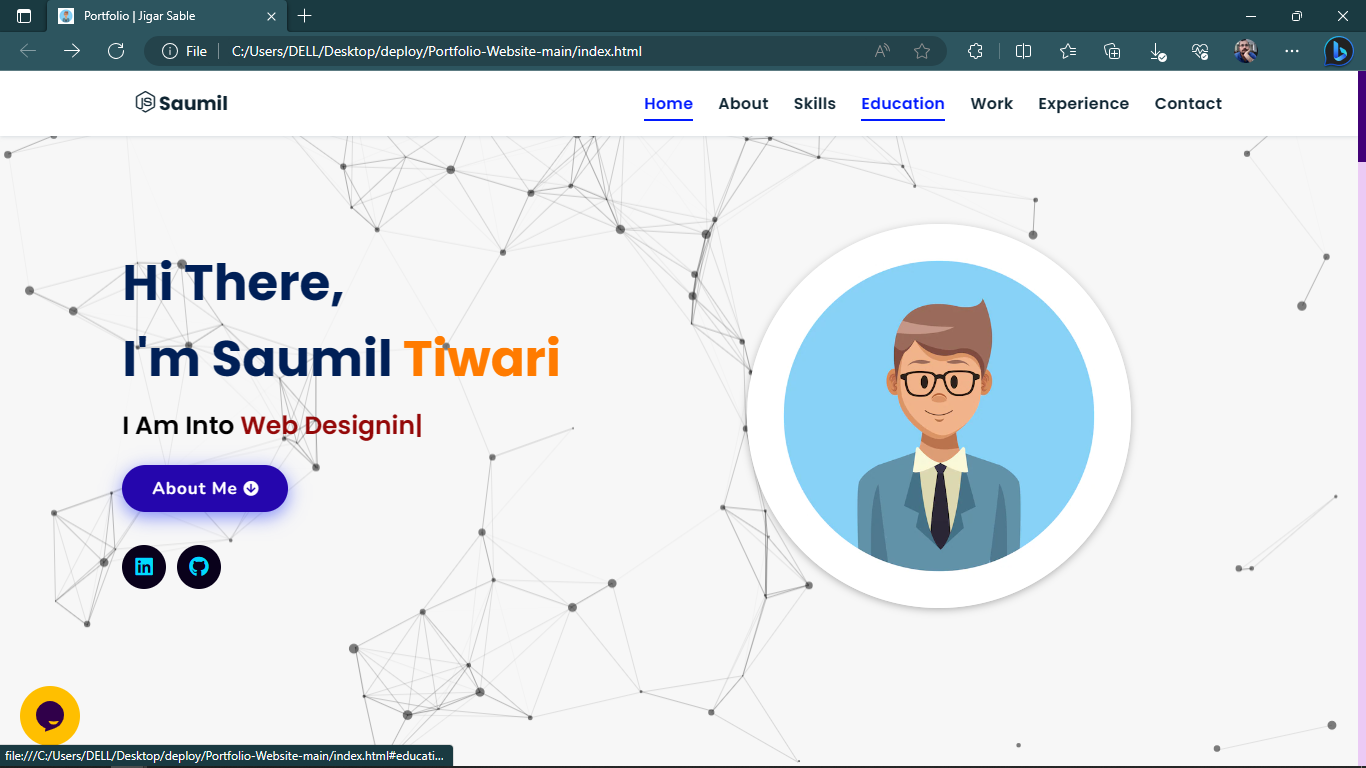 Portfolio | Jigar Sable
File C:/Users/DELL/Desktop/deploy/Portfolio-Website-main/index.html
JS Saumil
Home About Skills Education Work Experience Contact
Hi There,
I'm Saumil Tiwari
I Am Into Web Designin|
About Me
in
file:///C:/Users/DELL/Desktop/deploy/Portfolio-Website-main/index.html#educati...